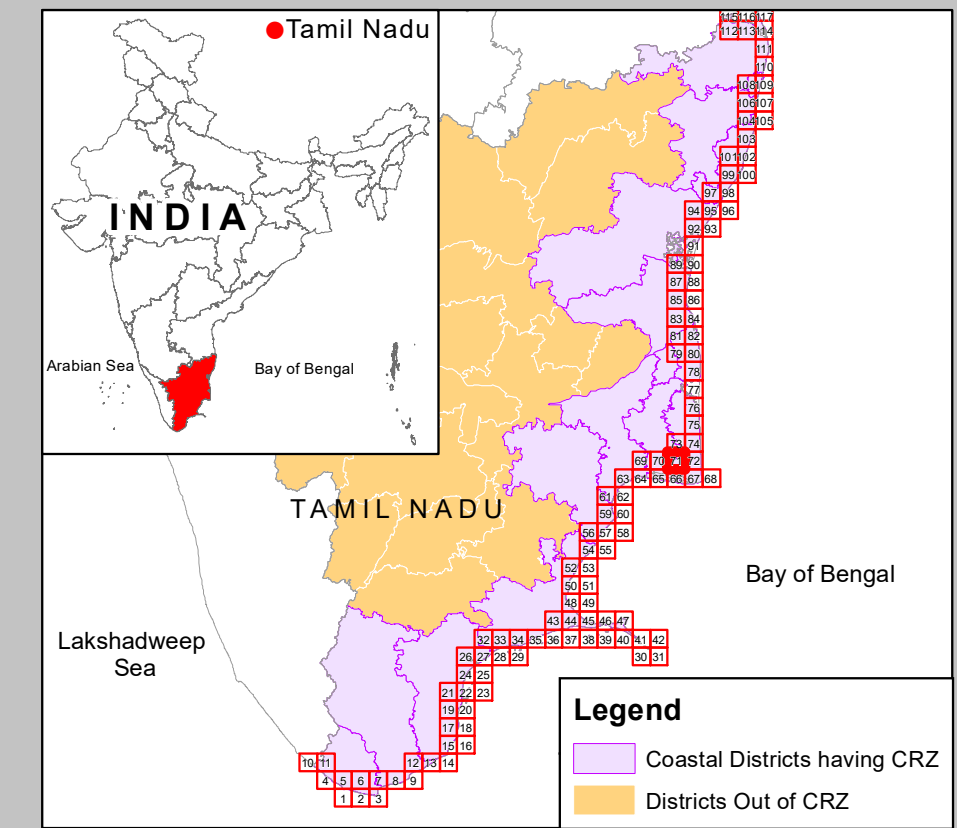 Tamil Nadu
INDIA
Arabian Sea
Bay of Bengal
115 116 117
112 113 114
111
110
108 109
106 107
104 105
103
101 102
99 100
97 98
94 95 96
92 93
91
89 90
87 88
85 86
83 84
81 82
79 80
78
77
76
75
73 74
69 70 71 72
63 64 65 66 67 68
61 62
TAMIL NADU
59 60
56 57 58
54 55
Bay of Bengal
52 53
50 51
48 49
43 44 45 46 47
Lakshadweep
Sea
32 33 34 35 36 37 38 39 40 41 42
26 27 28 29 30 31
24 25
21 22 23
19 20
17 18
15 16
10 11 12 13 14
4 5 6 7 8 9
1 2 3
Legend
Coastal Districts having CRZ
Districts Out of CRZ